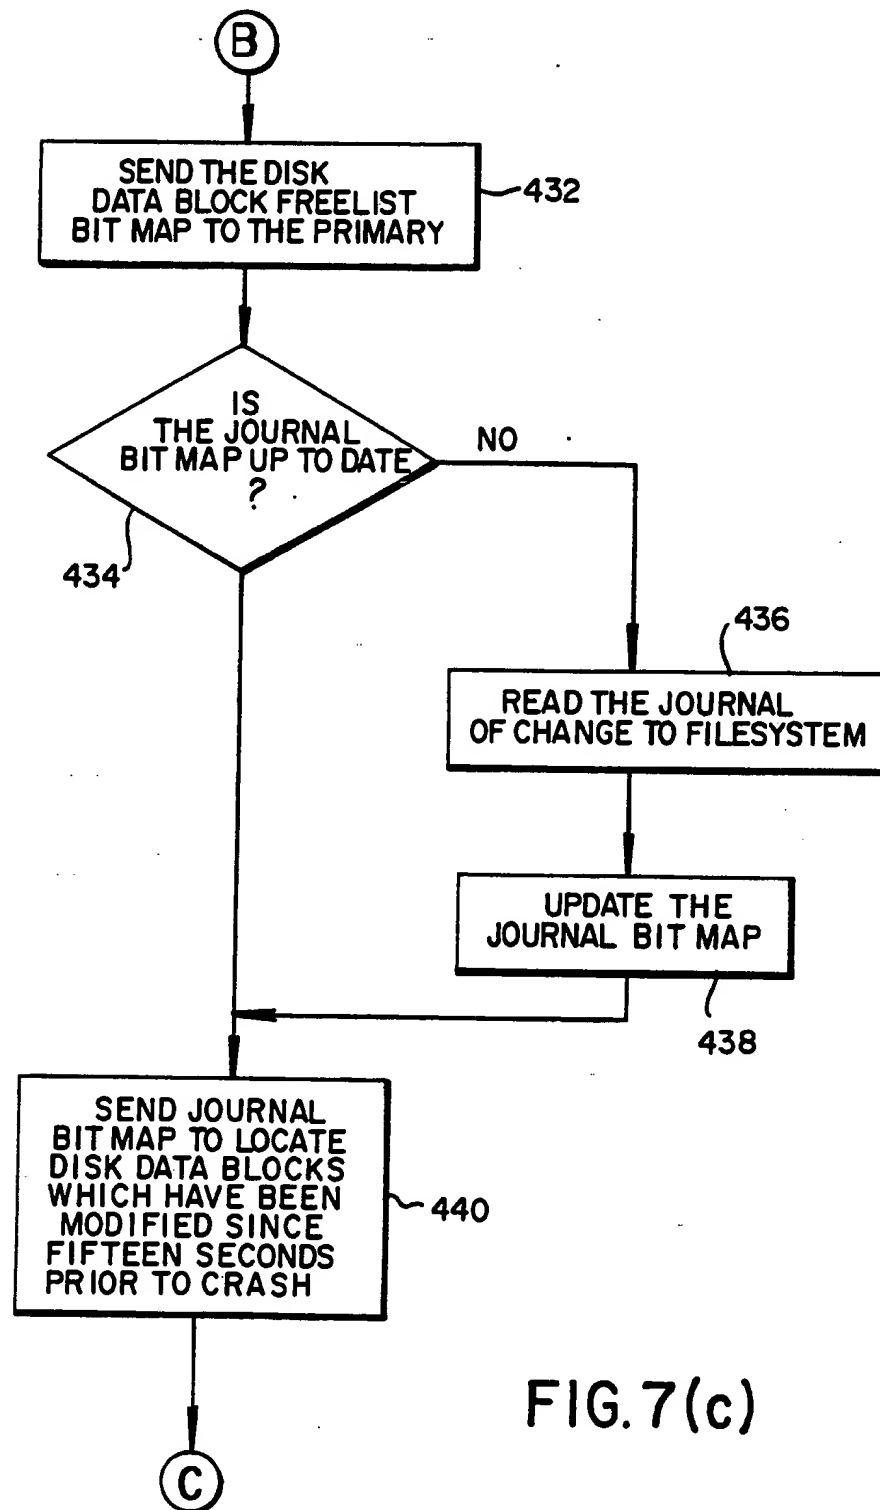 B
SEND THE DISK
DATA BLOCK FREELIST
BIT MAP TO THE PRIMARY
432
IS
THE JOURNAL
BIT MAP UP TO DATE
?
NO
434
436
READ THE JOURNAL
OF CHANGE TO FILESYSTEM
UPDATE THE
JOURNAL BIT MAP
438
SEND JOURNAL
BIT MAP TO LOCATE
DISK DATA BLOCKS
WHICH HAVE BEEN
MODIFIED SINCE
FIFTEEN SECONDS
PRIOR TO CRASH
440
FIG. 7(c)
C